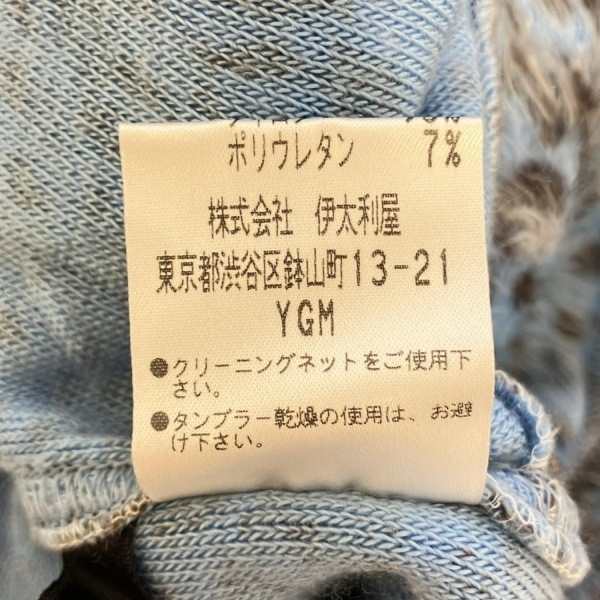 ポリウレタン 7%
株式会社 伊太利屋
東京都渋谷区鉢山町13-21
YGM
●クリーニングネットをご使用下
さい。
●タンブラー乾燥の使用は、お避
け下さい。